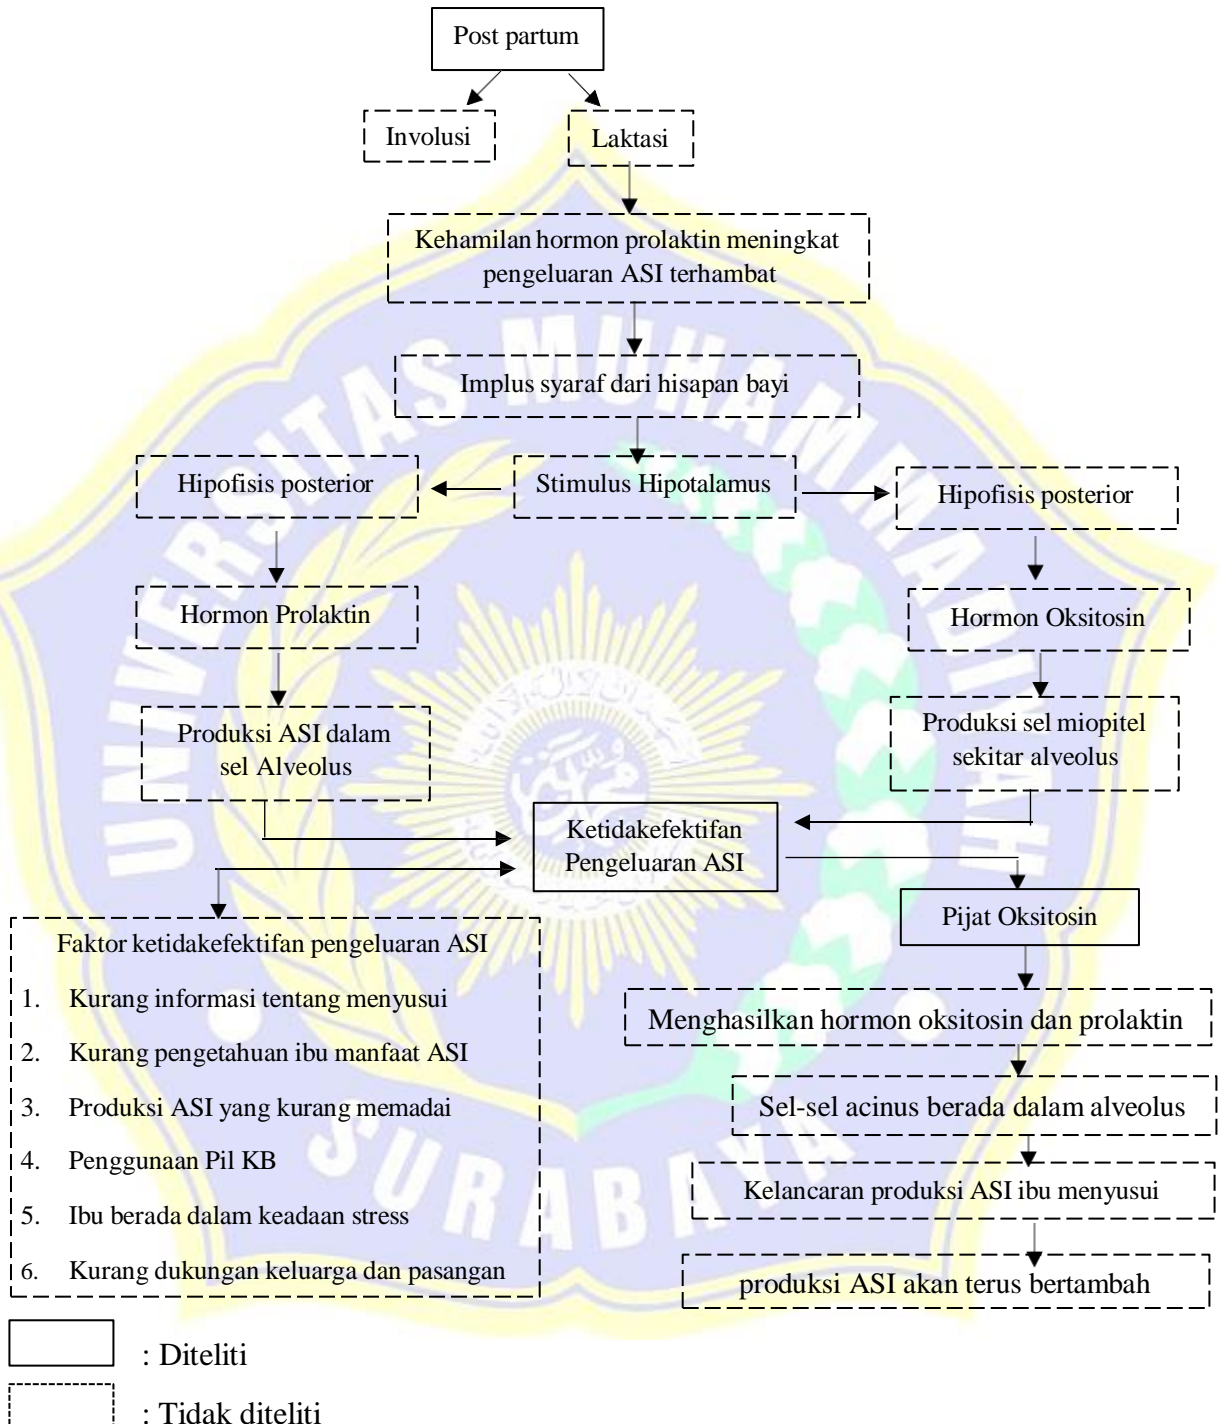 Post partum
Involusi
Laktasi
Kehamilan hormon prolaktin meningkat
pengeluaran ASI terhambat
Implus syaraf dari hisapan bayi
Hipofisis posterior
Stimulus Hipotalamus
Hipofisis posterior
Hormon Prolaktin
Hormon Oksitosin
Produksi ASI dalam
sel Alveolus
Produksi sel miopitel
sekitar alveolus
Ketidakefektifan
Pengeluaran ASI
Pijat Oksitosin
Faktor ketidakefektifan pengeluaran ASI
1. Kurang informasi tentang menyusui
2. Kurang pengetahuan ibu manfaat ASI
3. Produksi ASI yang kurang memadai
4. Penggunaan Pil KB
5. Ibu berada dalam keadaan stress
6. Kurang dukungan keluarga dan pasangan
Menghasilkan hormon oksitosin dan prolaktin
Sel-sel acinus berada dalam alveolus
Kelancaran produksi ASI ibu menyusui
produksi ASI akan terus bertambah
: Diteliti
: Tidak diteliti
UNIVERSITAS MUHAMMADIYAH
SURABAYA